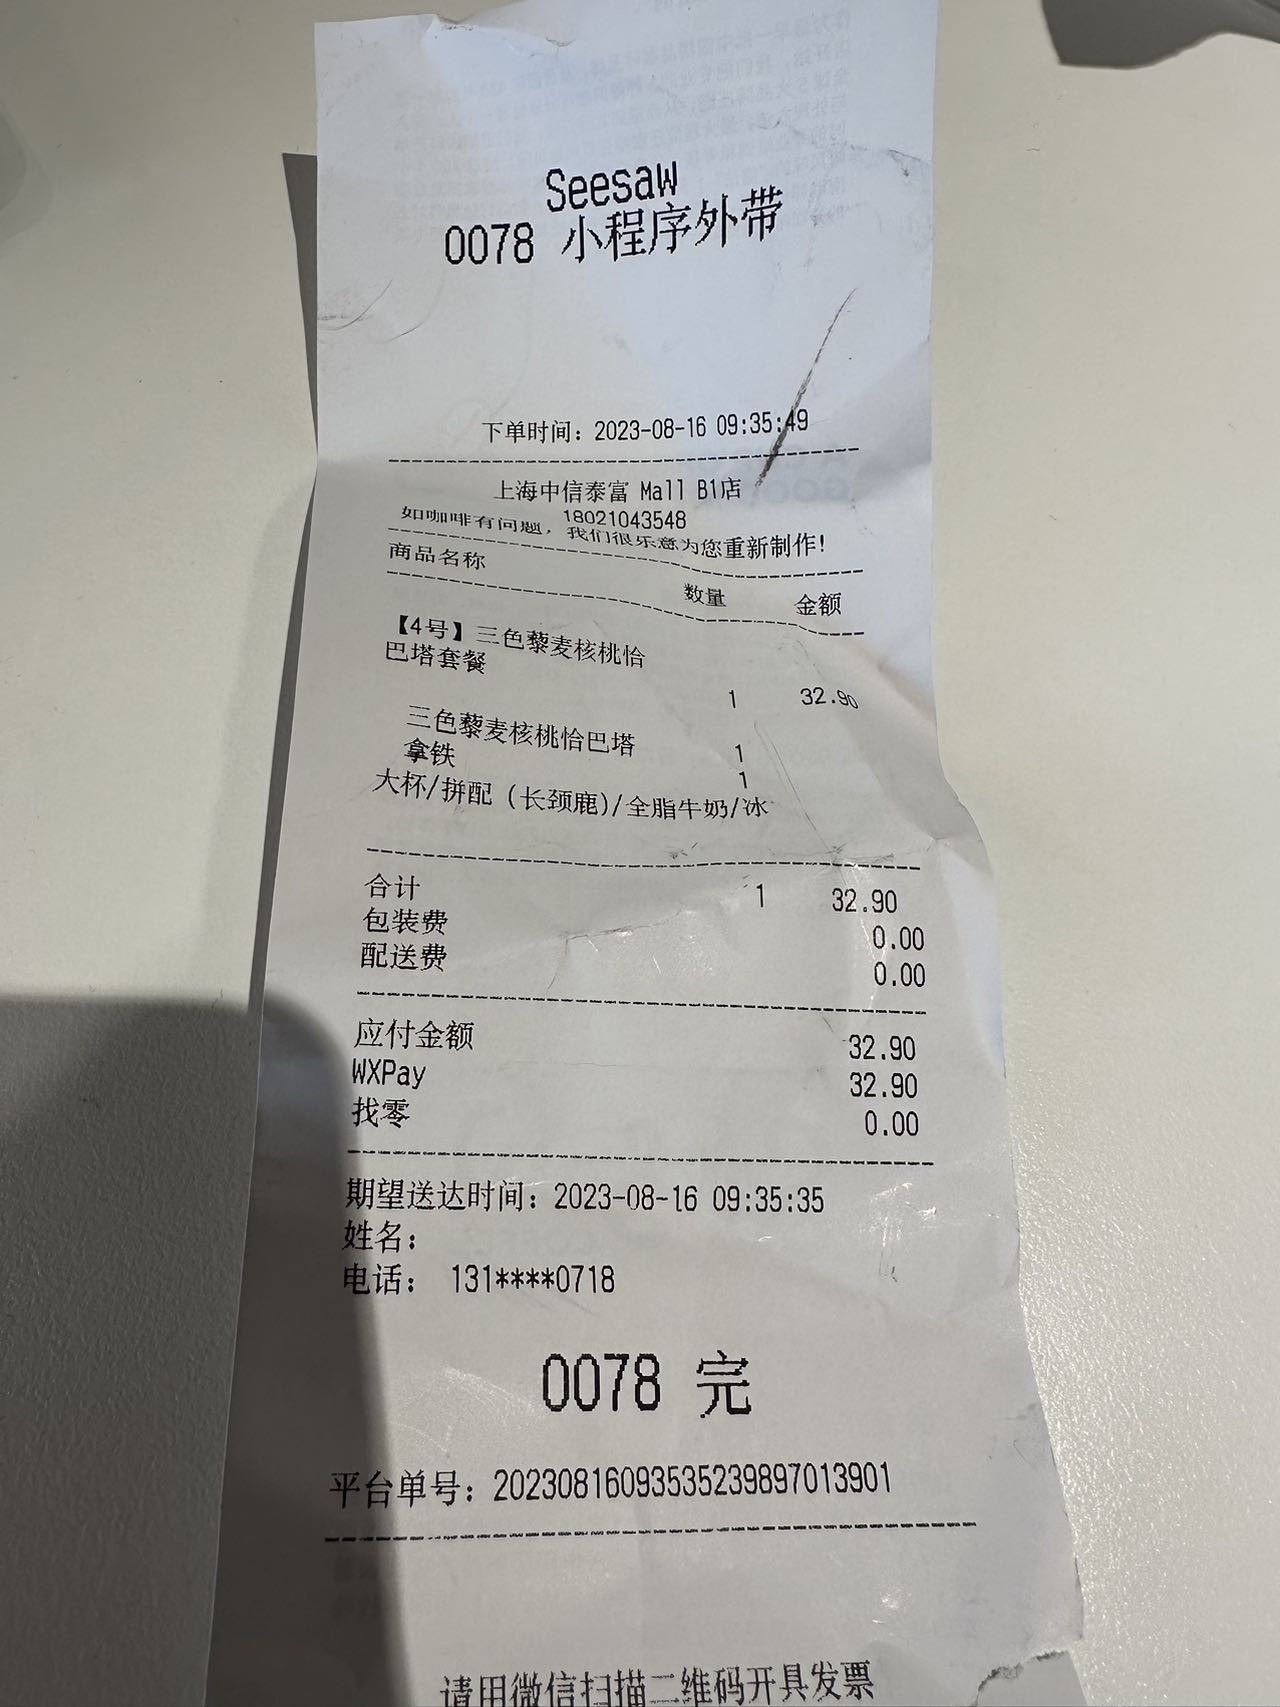 Seesaw
0078 小程序外带
下单时间：2023-08-16 09:35:49
上海中信泰富 Mall B1店
18021043548
如咖啡有问题，我们很乐意为您重新制作！
商品名称 数量 金额
【4号】三色藜麦核桃恰
巴塔套餐
1 32.90
三色藜麦核桃恰巴塔 1
拿铁 1
大杯/拼配（长颈鹿)/全脂牛奶/冰
合计 1 32.90
包装费 0.00
配送费 0.00
应付金额 32.90
WXPay 32.90
找零 0.00
期望送达时间：2023-08-16 09:35:35
姓名：
电话： 131****0718
0078 完
平台单号：20230816093535239897013901
请用微信扫描二维码开具发票